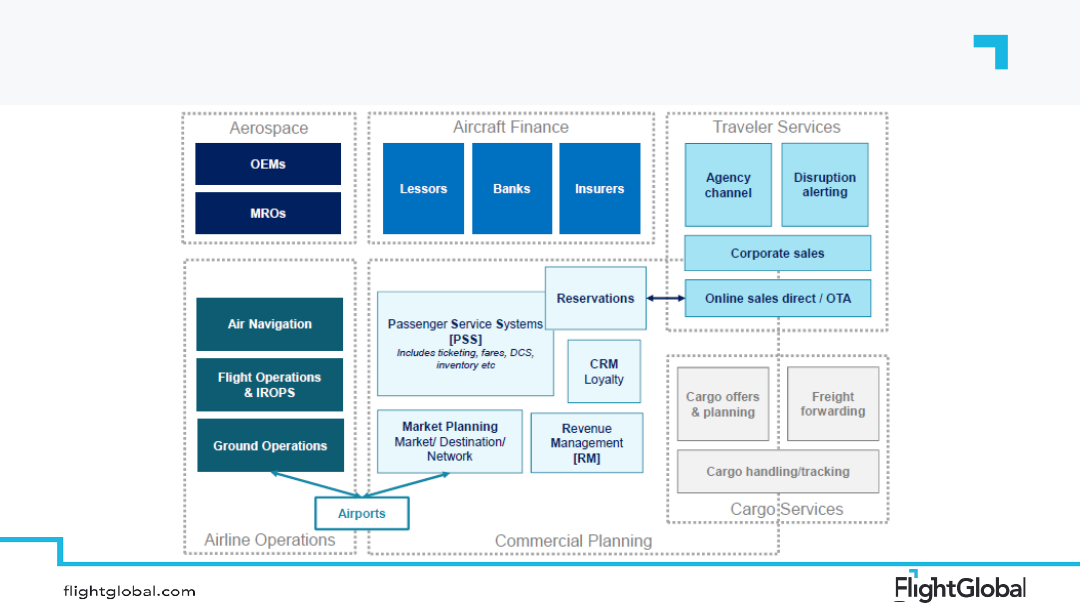 Aerospace
OEMs
MROs
Aircraft Finance
Lessors
Banks
Insurers
Traveler Services
Agency
channel
Disruption
alerting
Corporate sales
Online sales direct / OTA
Air Navigation
Flight Operations
& IROPS
Ground Operations
Airports
Airline Operations
Reservations
Passenger Service Systems
[PSS]
Includes ticketing, fares, DCS,
inventory etc
CRM
Loyalty
Market Planning
Market/ Destination/
Network
Revenue
Management
[RM]
Commercial Planning
Cargo offers
& planning
Freight
forwarding
Cargo handling/tracking
Cargo Services
flightglobal.com
FlightGlobal